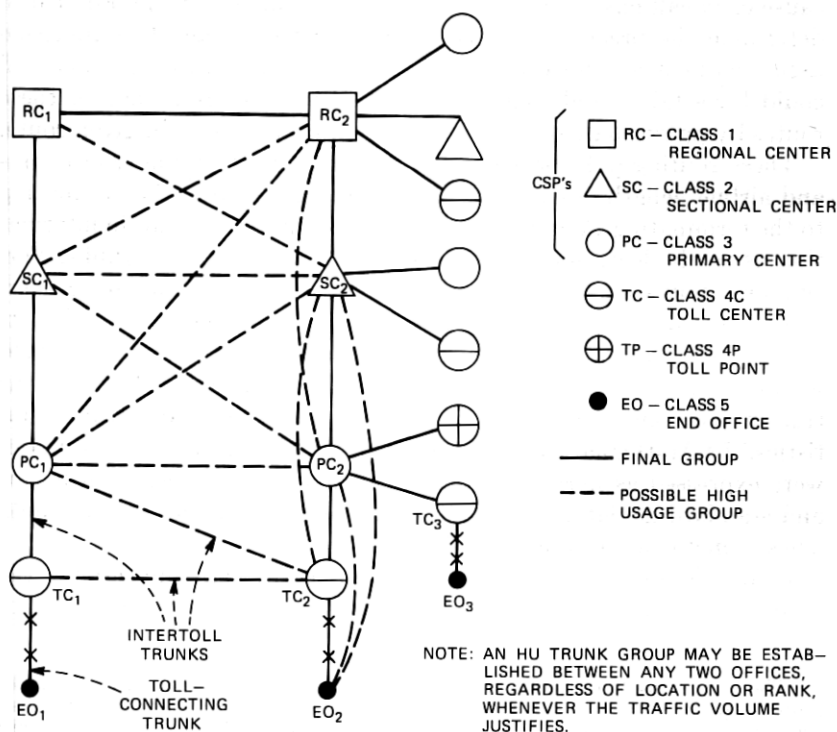 RC1
RC2
SC1
SC2
PC1
PC2
TC3
TC1
TC2
EO3
INTERTOLL
TRUNKS
TOLL–
CONNECTING
TRUNK
EO1
EO2
CSP's
RC – CLASS 1
REGIONAL CENTER
SC – CLASS 2
SECTIONAL CENTER
PC – CLASS 3
PRIMARY CENTER
TC – CLASS 4C
TOLL CENTER
TP – CLASS 4P
TOLL POINT
EO – CLASS 5
END OFFICE
FINAL GROUP
POSSIBLE HIGH
USAGE GROUP
NOTE: AN HU TRUNK GROUP MAY BE ESTAB–
LISHED BETWEEN ANY TWO OFFICES,
REGARDLESS OF LOCATION OR RANK,
WHENEVER THE TRAFFIC VOLUME
JUSTIFIES.